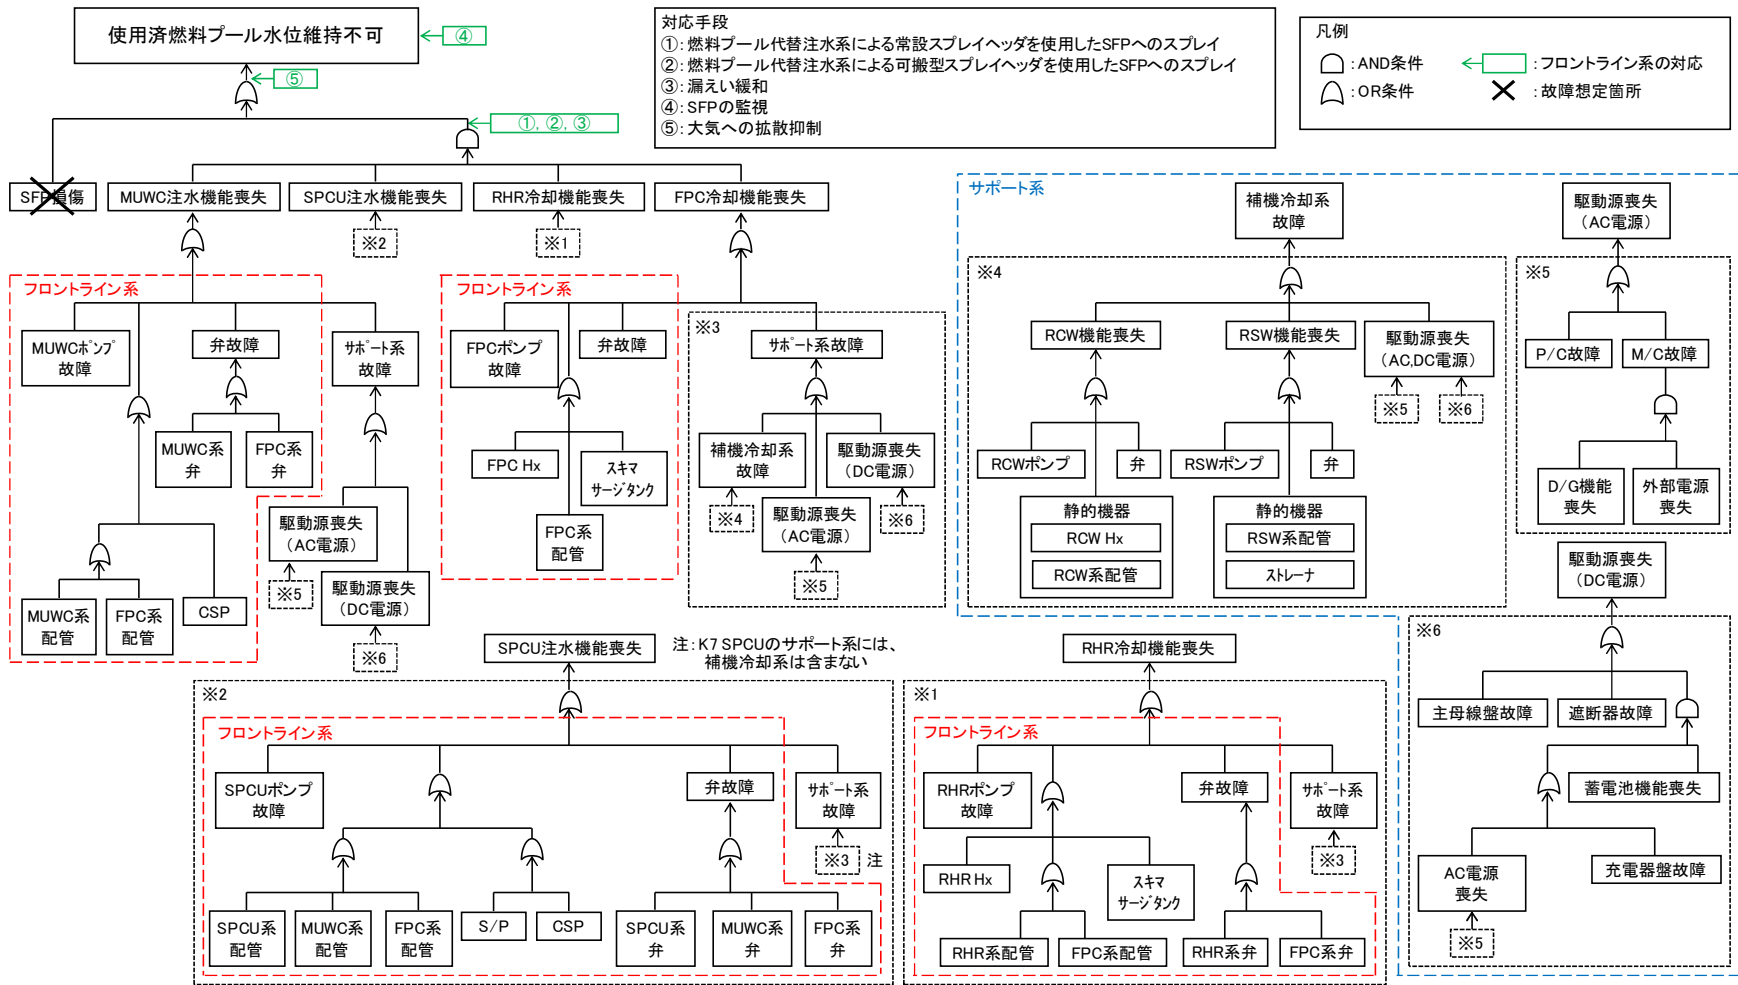 使用済燃料プール水位維持不可
④
⑤
①, ②, ③
対応手段
①：燃料プール代替注水系による常設スプレイヘッダを使用したSFPへのスプレイ
②：燃料プール代替注水系による可搬型スプレイヘッダを使用したSFPへのスプレイ
③：漏えい緩和
④：SFPの監視
⑤：大気への拡散抑制
凡例
：AND条件
：フロントライン系の対応
：OR条件
：故障想定箇所
SFP損傷
MUWC注水機能喪失
SPCU注水機能喪失
RHR冷却機能喪失
FPC冷却機能喪失
※2
※1
フロントライン系
MUWCポンプ
故障
弁故障
サポート系
故障
MUWC系
弁
FPC系
弁
駆動源喪失
（AC電源）
※5
駆動源喪失
（DC電源）
※6
MUWC系
配管
FPC系
配管
CSP
フロントライン系
FPCポンプ
故障
弁故障
FPC Hx
スキマ
サージタンク
FPC系
配管
※3
サポート系故障
補機冷却系
故障
※4
駆動源喪失
（AC電源）
※5
駆動源喪失
（DC電源）
※6
サポート系
補機冷却系
故障
※4
RCW機能喪失
RSW機能喪失
駆動源喪失
（AC,DC電源）
※5
※6
RCWポンプ
弁
RSWポンプ
弁
静的機器
RCW Hx
RCW系配管
静的機器
RSW系配管
ストレーナ
駆動源喪失
（AC電源）
※5
P/C故障
M/C故障
D/G機能
喪失
外部電源
喪失
駆動源喪失
（DC電源）
※6
主母線盤故障
遮断器故障
蓄電池機能喪失
AC電源
喪失
充電器盤故障
※5
SPCU注水機能喪失
注：K7 SPCUのサポート系には、
補機冷却系は含まない
※2
フロントライン系
SPCUポンプ
故障
弁故障
サポート系
故障
※3
注
SPCU系
配管
MUWC系
配管
FPC系
配管
S/P
CSP
SPCU系
弁
MUWC系
弁
FPC系
弁
RHR冷却機能喪失
※1
フロントライン系
RHRポンプ
故障
弁故障
サポート系
故障
※3
RHR Hx
スキマ
サージタンク
RHR系配管
FPC系配管
RHR系弁
FPC系弁